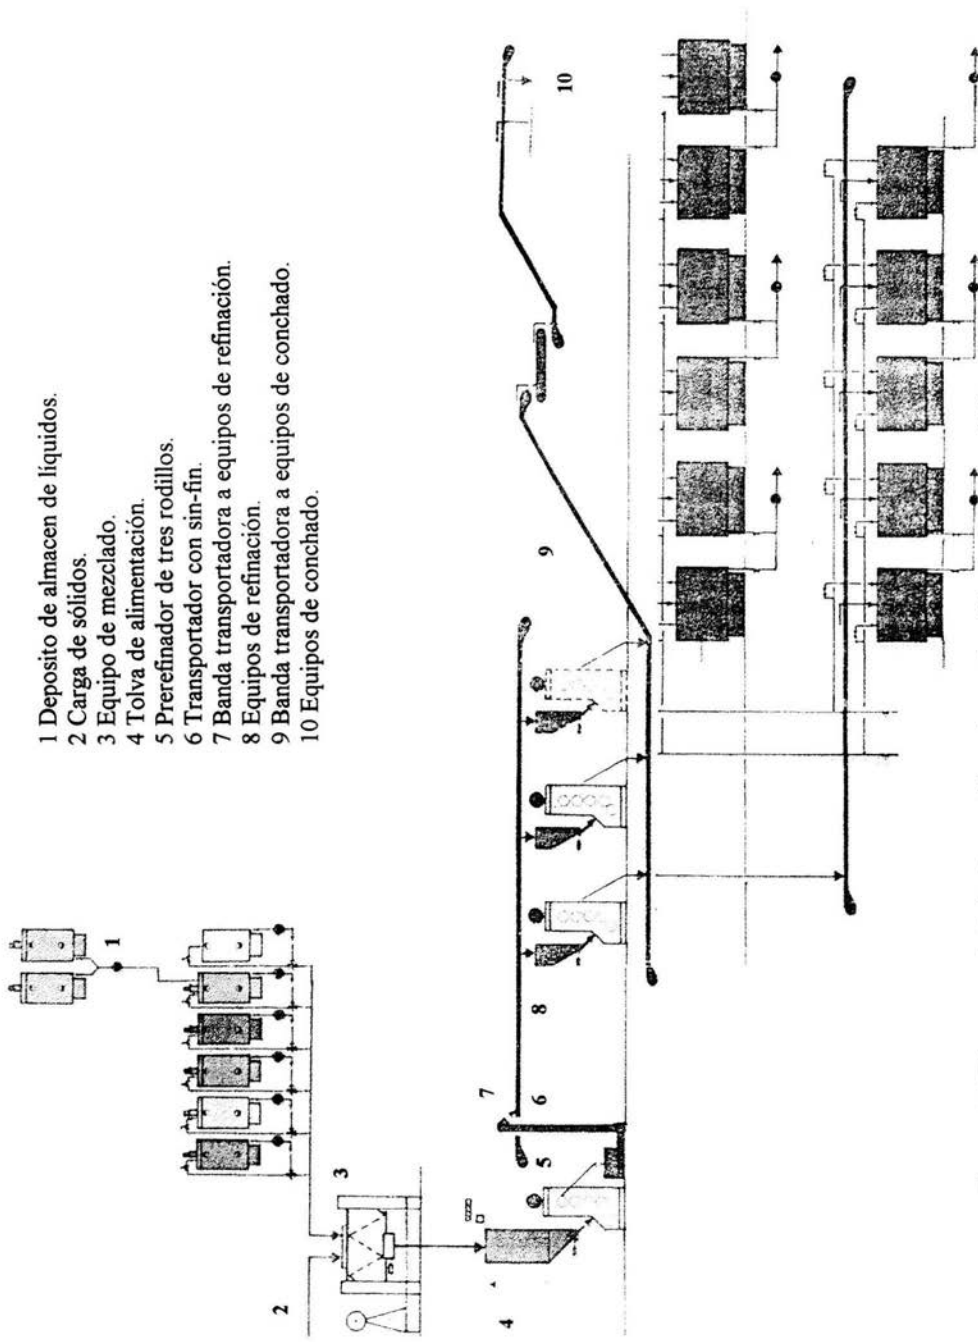 1 Deposito de almacen de líquidos.
2 Carga de sólidos.
3 Equipo de mezclado.
4 Tolva de alimentación.
5 Prerefinador de tres rodillos.
6 Transportador con sin-fin.
7 Banda transportadora a equipos de refinación.
8 Equipos de refinación.
9 Banda transportadora a equipos de conchado.
10 Equipos de conchado.
1
2
3
4
5
6
7
8
9
10